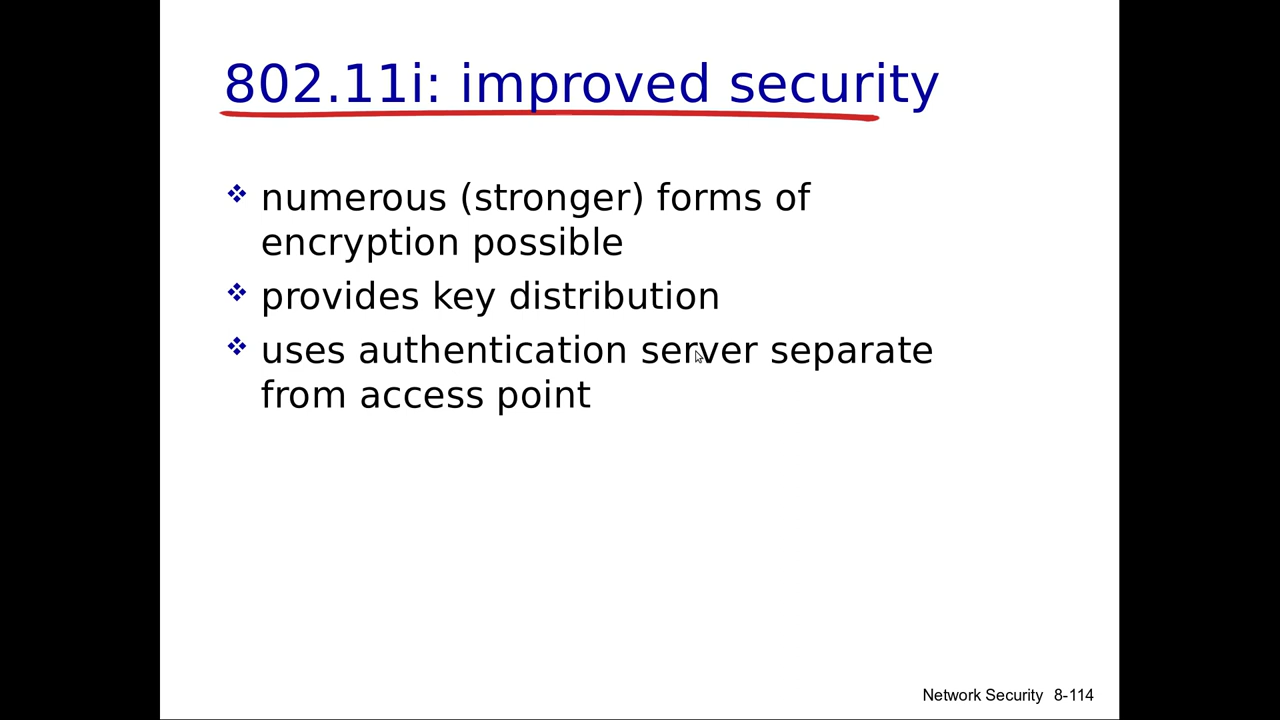 802.11i: improved security
❖ numerous (stronger) forms of
encryption possible
❖ provides key distribution
❖ uses authentication server separate
from access point
Network Security 8-114